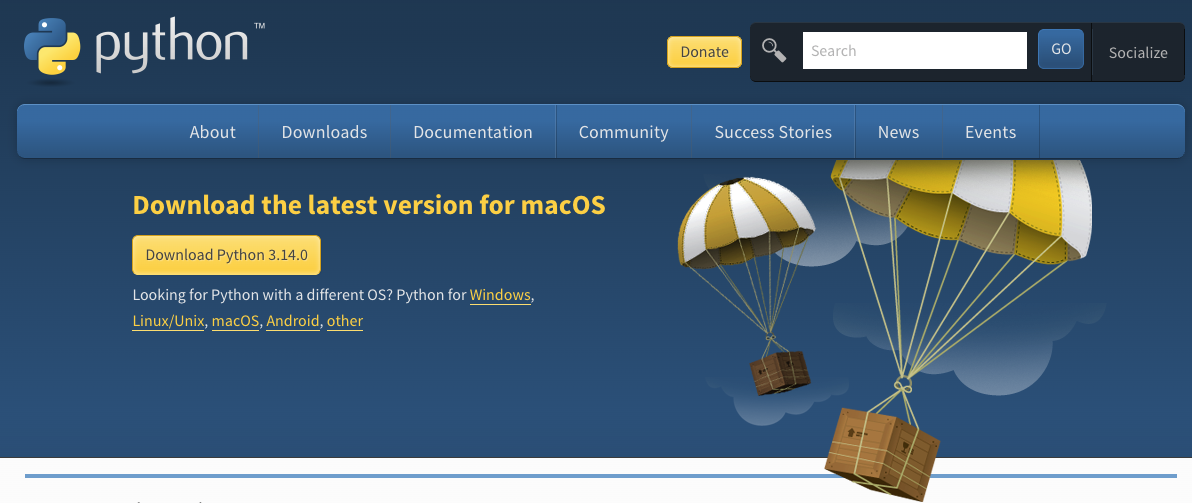 python™
Donate
Search
GO
Socialize
About Downloads Documentation Community Success Stories News Events
Download the latest version for macOS
Download Python 3.14.0
Looking for Python with a different OS? Python for Windows,
Linux/Unix, macOS, Android, other